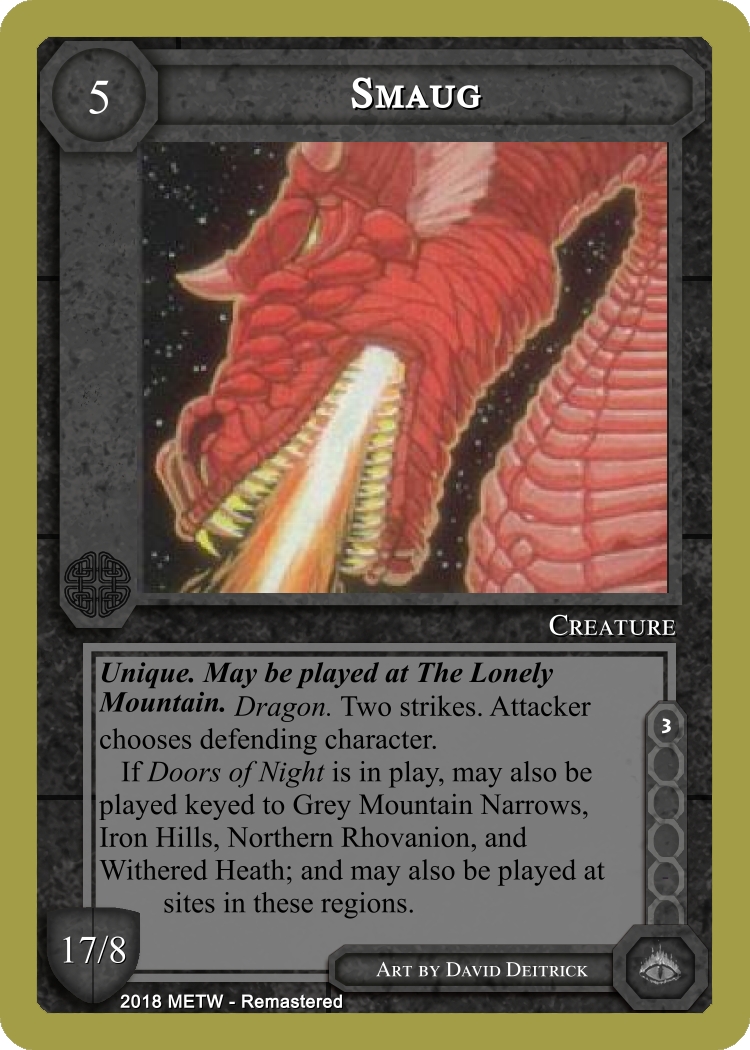 5
SMAUG
CREATURE
Unique. May be played at The Lonely
Mountain. Dragon. Two strikes. Attacker
chooses defending character.
If Doors of Night is in play, may also be
played keyed to Grey Mountain Narrows,
Iron Hills, Northern Rhovanion, and
Withered Heath; and may also be played at
sites in these regions.
3
17/8
ART BY DAVID DEITRICK
2018 METW - Remastered